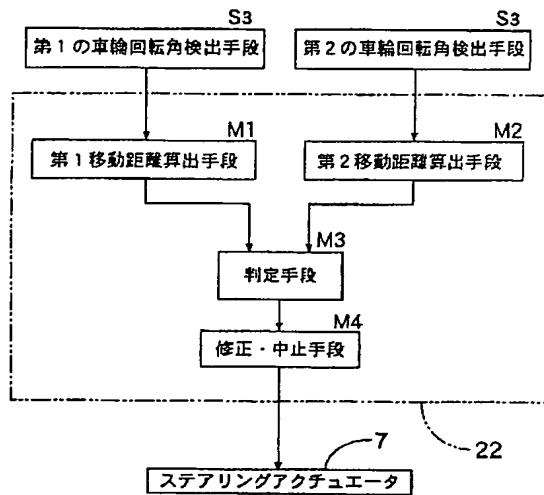 S3
第1の車輪回転角検出手段
S3
第2の車輪回転角検出手段
M1
第1移動距離算出手段
M2
第2移動距離算出手段
M3
判定手段
M4
修正・中止手段
22
7
ステアリングアクチュエータ